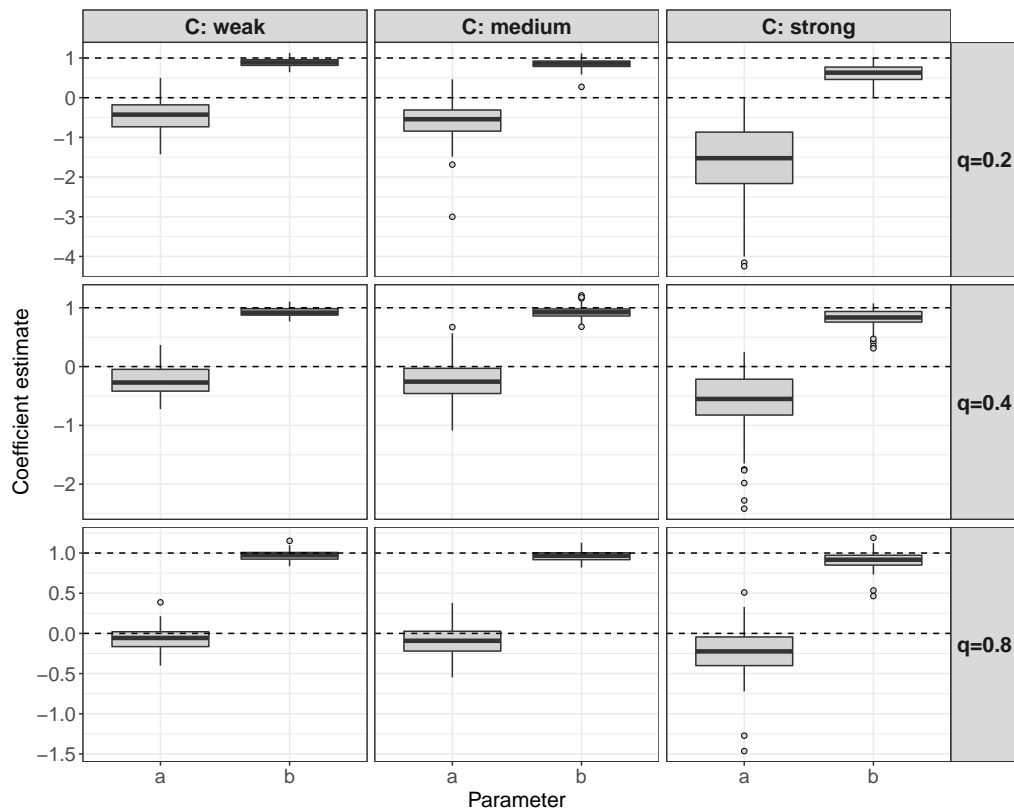 C: weak
C: medium
C: strong
1
0
−1
−2
−3
−4
q=0.2
1
0
−1
−2
q=0.4
1.0
0.5
0.0
−0.5
−1.0
−1.5
q=0.8
Coefficient estimate
a b a b a b
Parameter